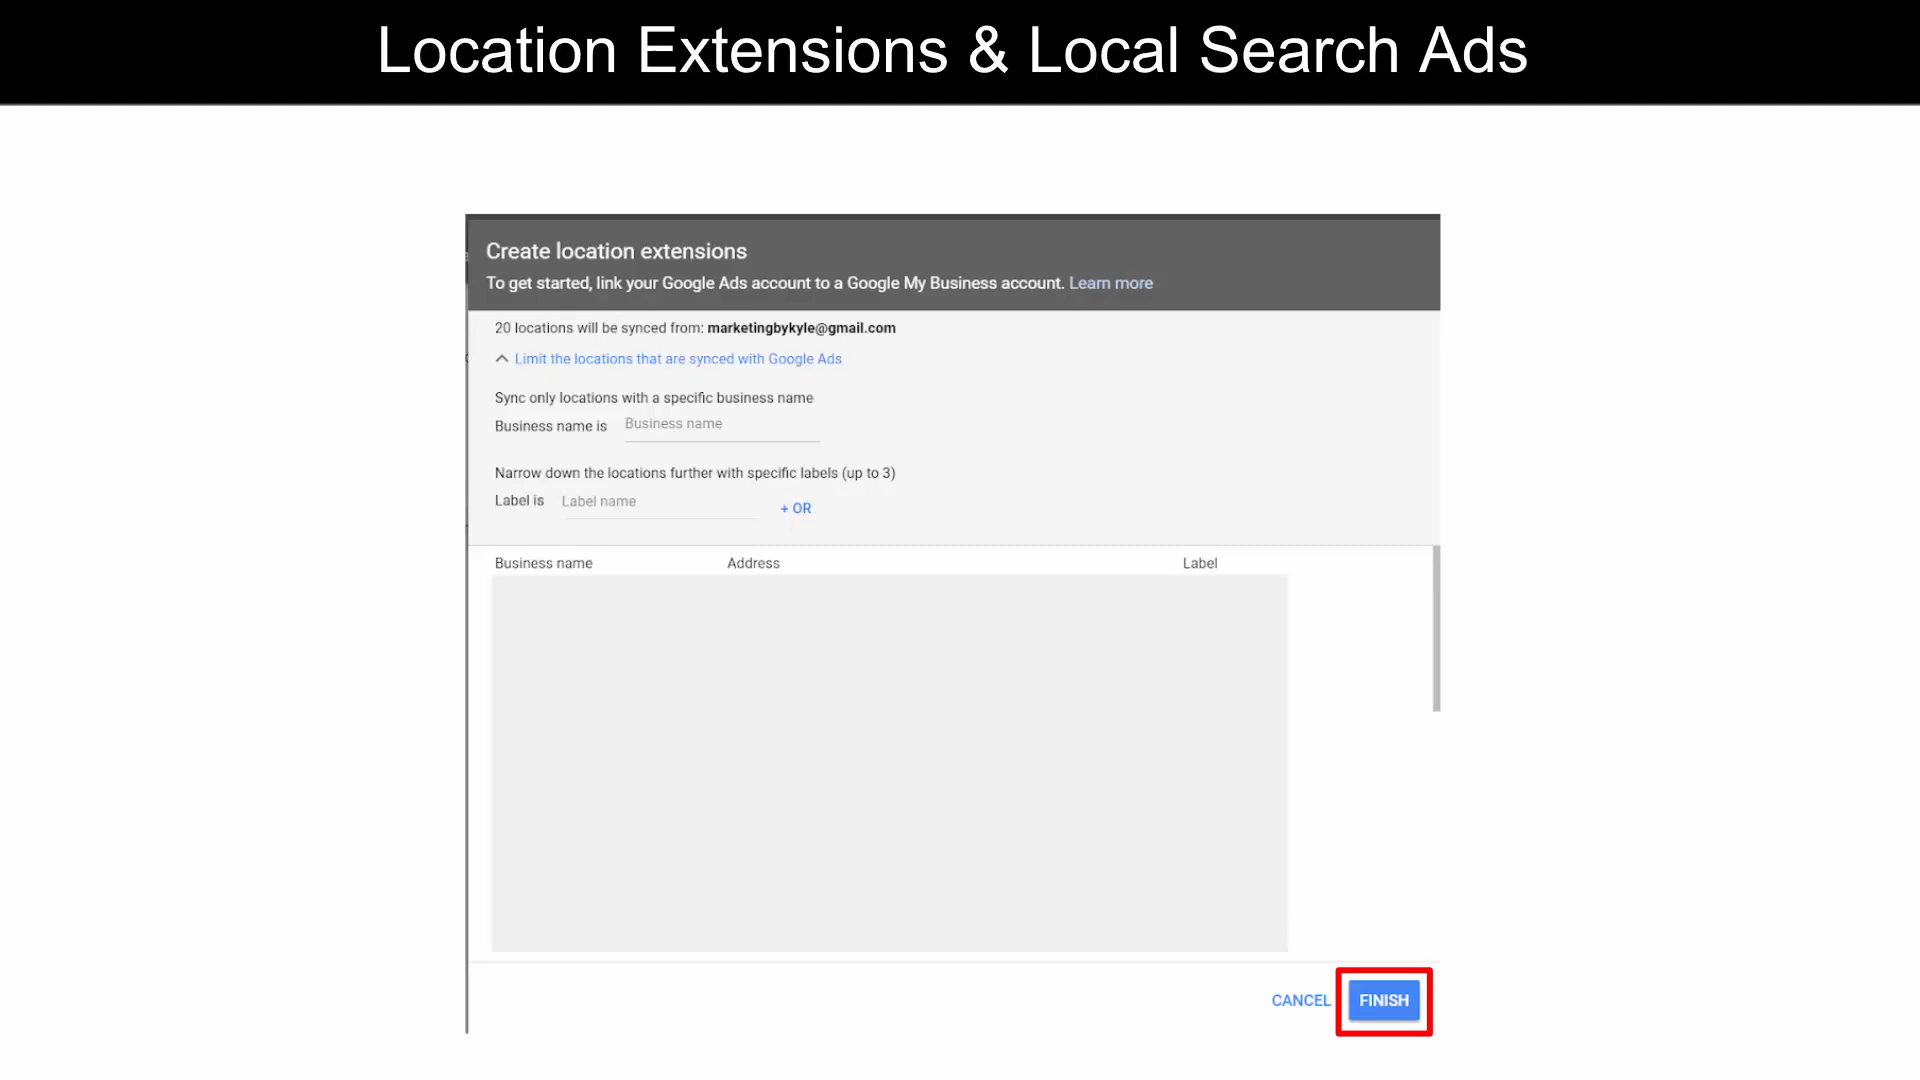 Location Extensions & Local Search Ads
Create location extensions
To get started, link your Google Ads account to a Google My Business account. Learn more
20 locations will be synced from: marketingbykyle@gmail.com
Limit the locations that are synced with Google Ads
Sync only locations with a specific business name
Business name is Business name
Narrow down the locations further with specific labels (up to 3)
Label is Label name + OR
Business name Address Label
CANCEL FINISH